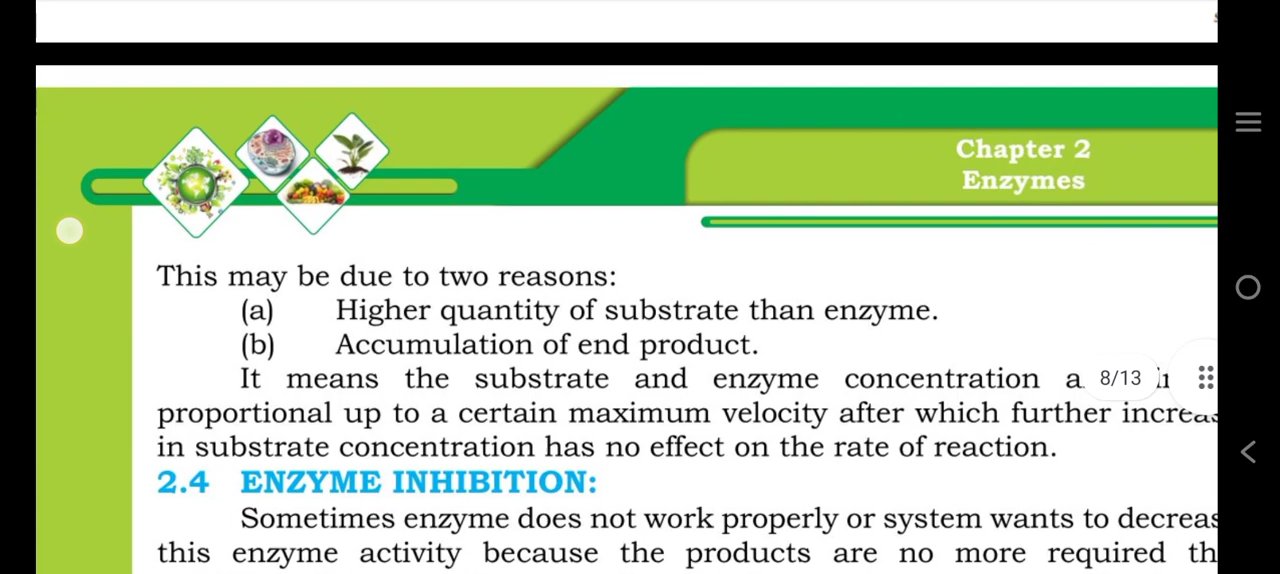 Chapter 2
Enzymes
This may be due to two reasons:
(a) Higher quantity of substrate than enzyme.
(b) Accumulation of end product.
It means the substrate and enzyme concentration
8/13
proportional up to a certain maximum velocity after which further
in substrate concentration has no effect on the rate of reaction.
2.4 ENZYME INHIBITION:
Sometimes enzyme does not work properly or system wants to
this enzyme activity because the products are no more required